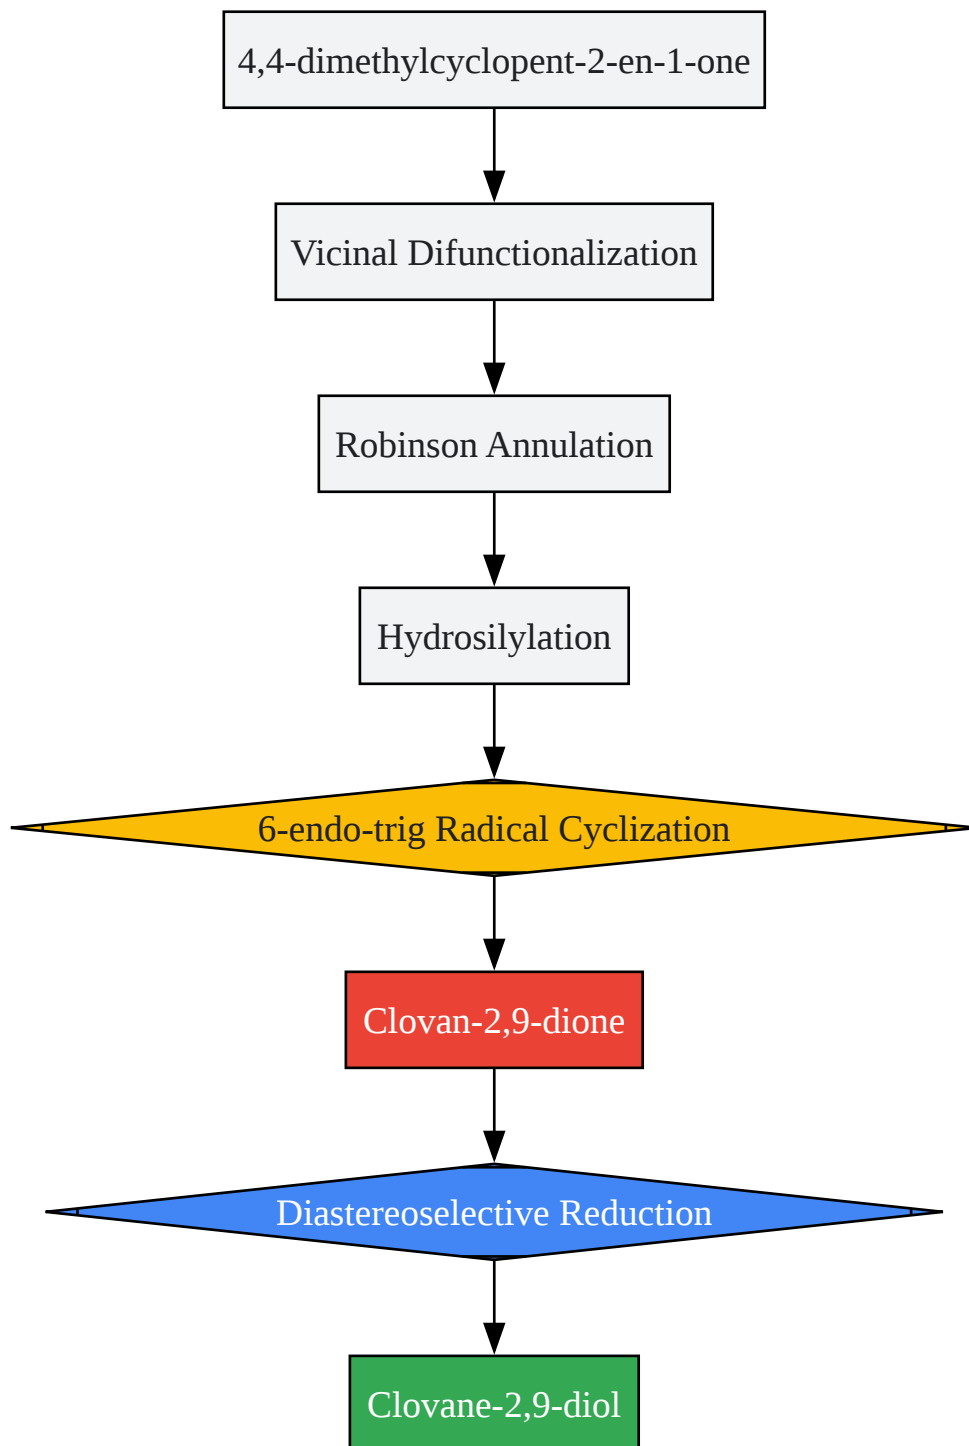 4,4-dimethylcyclopent-2-en-1-one
Vicinal Difunctionalization
Robinson Annulation
Hydrosilylation
6-endo-trig Radical Cyclization
Clovan-2,9-dione
Diastereoselective Reduction
Clovane-2,9-diol